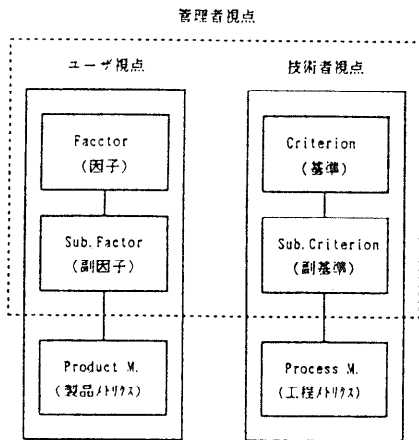 管理者視点
ユーザ視点
技術者視点
Facctor
(因子)
Criterion
(基準)
Sub.Factor
(副因子)
Sub.Criterion
(副基準)
Product M.
(製品メトリクス)
Process M.
(工程メトリクス)